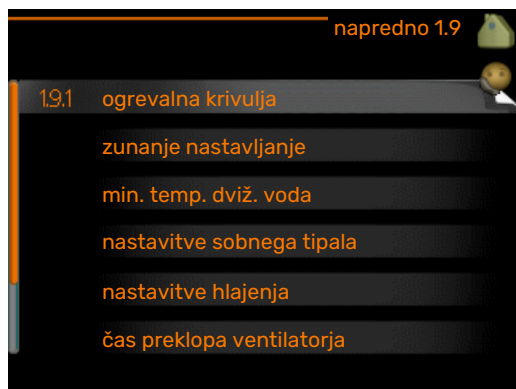 napredno 1.9
1.9.1 ogrevalna krivulja
zunanje nastavljanje
min. temp. dviž. voda
nastavitve sobnega tipala
nastavitve hlajenja
čas preklopa ventilatorja